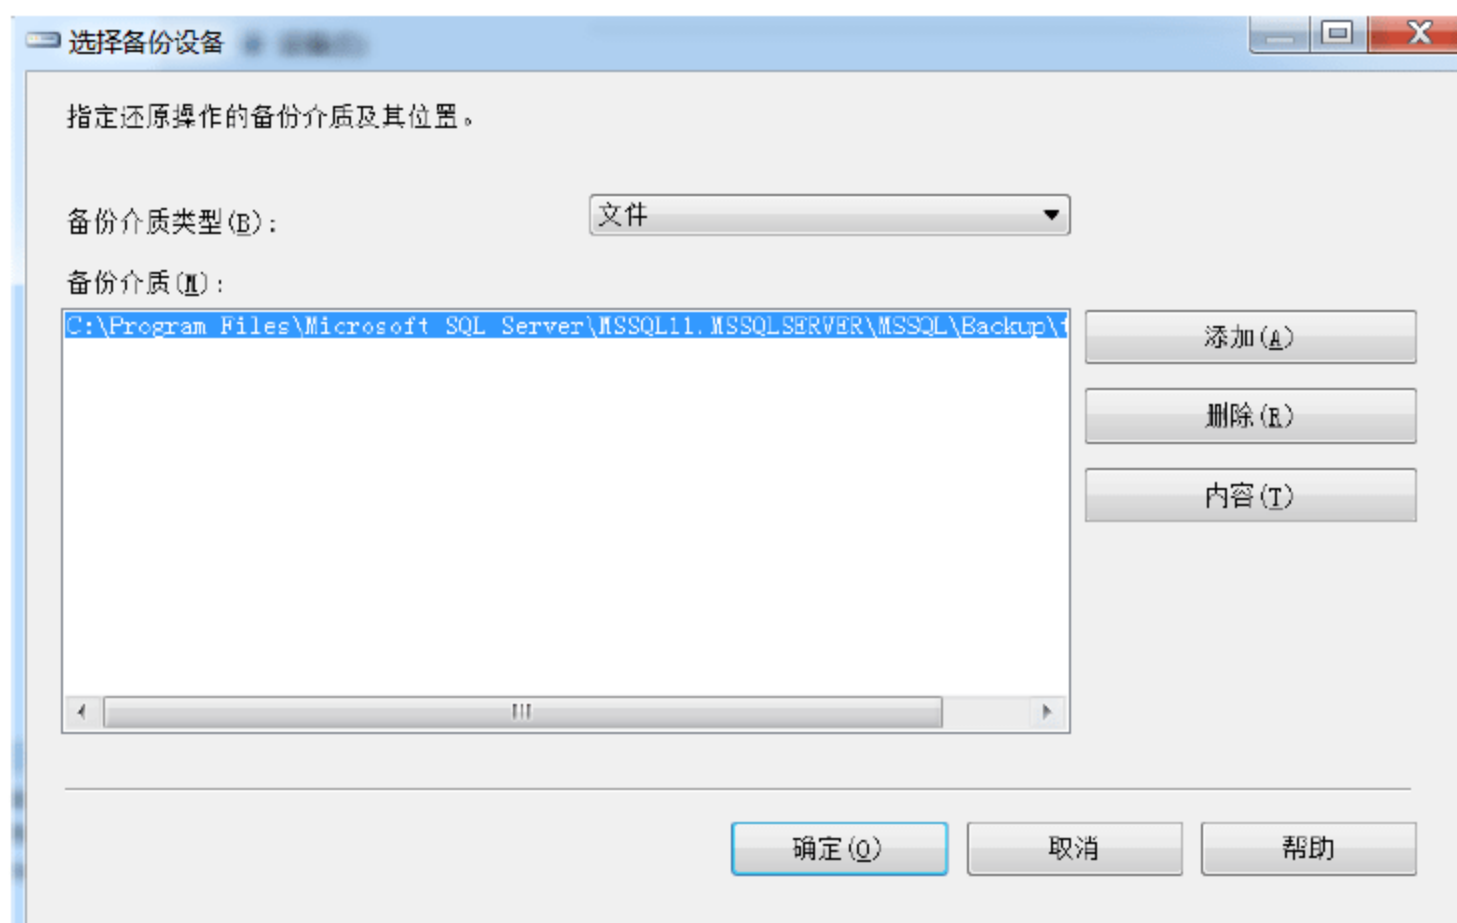 选择备份设备
指定还原操作的备份介质及其位置。
备份介质类型(B):
文件
备份介质(M):
C:\Program Files\Microsoft SQL Server\MSSQL11.MSSQLSERVER\MSSQL\Backup\
添加(A)
删除(R)
内容(T)
确定(O)
取消
帮助